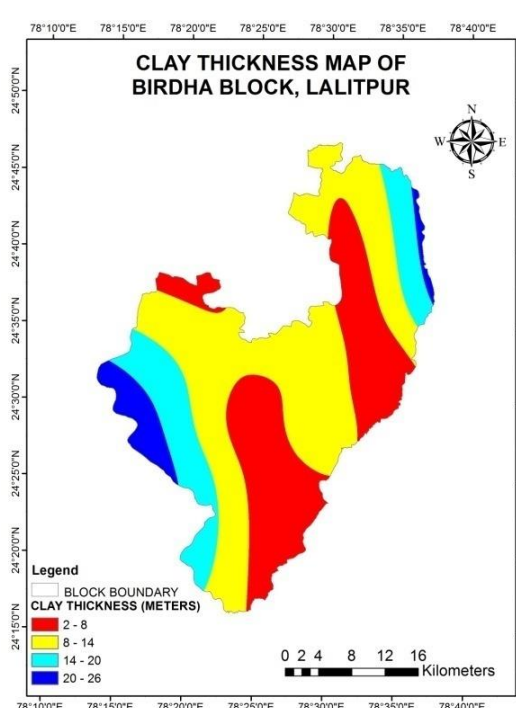 78°10'0"E 78°15'0"E 78°20'0"E 78°25'0"E 78°30'0"E 78°35'0"E 78°40'0"E
CLAY THICKNESS MAP OF
BIRDHA BLOCK, LALITPUR
N
W E
S
24°50'0"N
24°45'0"N
24°40'0"N
24°35'0"N
24°30'0"N
24°25'0"N
24°20'0"N
24°15'0"N
Legend
BLOCK BOUNDARY
CLAY THICKNESS (METERS)
2 - 8
8 - 14
14 - 20
20 - 26
0 2 4 8 12 16
Kilometers
78°10'0"E 78°15'0"E 78°20'0"E 78°25'0"E 78°30'0"E 78°35'0"E 78°40'0"E